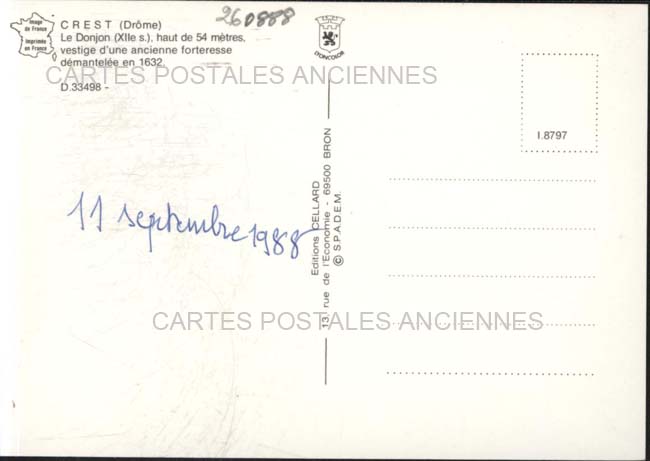 Image
de France
Imprimée
en France
CREST (Drôme)
Le Donjon (XIIe s.), haut de 54 mètres,
vestige d'une ancienne forteresse
démantelée en 1632.
D.33498 -
260888
LYONCOLOR
CARTES POSTALES ANCIENNES
I.8797
11 septembre 1988
Editions CELLARD
13, rue de l'Economie - 69500 BRON
© S.P.A.D.E.M.
CARTES POSTALES ANCIENNES